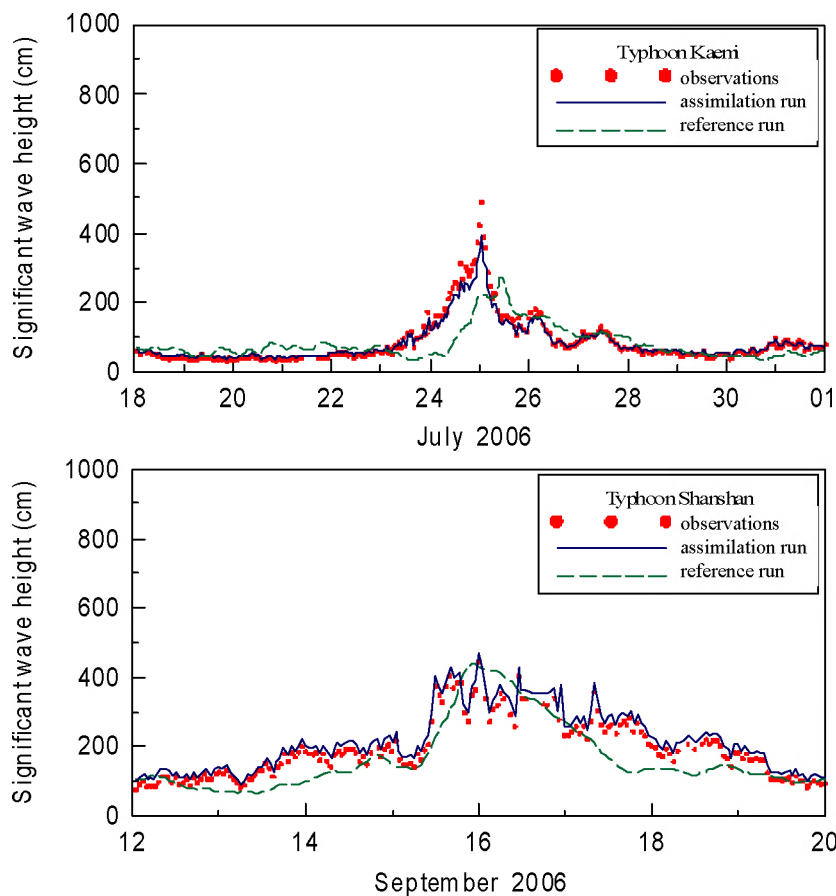 Significant wave height (cm)
1000
800
600
400
200
0
Typhoon Kaemi
observations
assimilation run
reference run
18 20 22 24 26 28 30 01
July 2006
Significant wave height (cm)
1000
800
600
400
200
0
Typhoon Shanshan
observations
assimilation run
reference run
12 14 16 18 20
September 2006